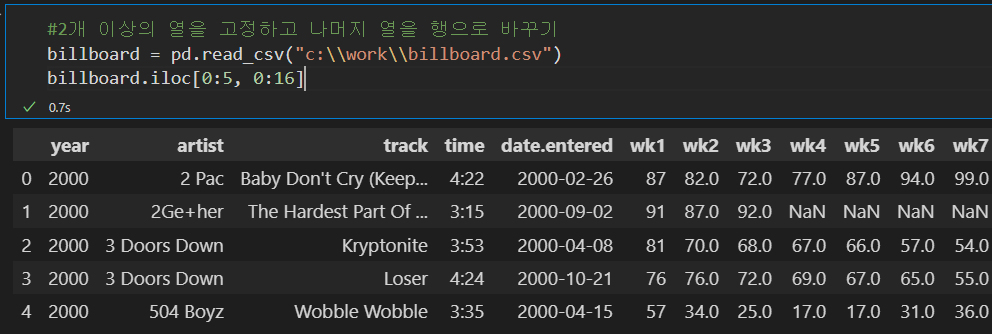 #2개 이상의 열을 고정하고 나머지 열을 행으로 바꾸기
billboard = pd.read_csv("c:\\work\\billboard.csv")
billboard.iloc[0:5, 0:16]
✓ 0.7s
year artist track time date.entered wk1 wk2 wk3 wk4 wk5 wk6 wk7
0 2000 2 Pac Baby Don't Cry (Keep... 4:22 2000-02-26 87 82.0 72.0 77.0 87.0 94.0 99.0
1 2000 2Ge+her The Hardest Part Of ... 3:15 2000-09-02 91 87.0 92.0 NaN NaN NaN NaN
2 2000 3 Doors Down Kryptonite 3:53 2000-04-08 81 70.0 68.0 67.0 66.0 57.0 54.0
3 2000 3 Doors Down Loser 4:24 2000-10-21 76 76.0 72.0 69.0 67.0 65.0 55.0
4 2000 504 Boyz Wobble Wobble 3:35 2000-04-15 57 34.0 25.0 17.0 17.0 31.0 36.0